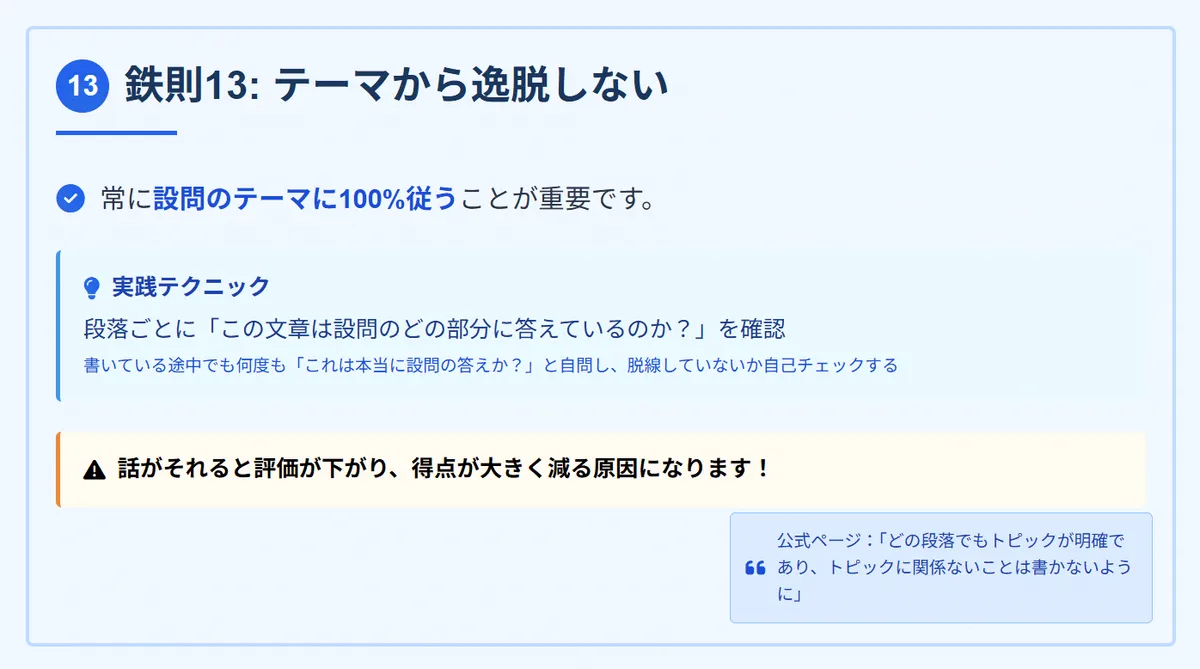 13 鉄則13: テーマから逸脱しない
常に設問のテーマに100%従うことが重要です。
実践テクニック
段落ごとに「この文章は設問のどの部分に答えているのか？」を確認
書いている途中でも何度も「これは本当に設問の答えか？」と自問し、脱線していないか自己チェックする
話がそれると評価が下がり、得点が大きく減る原因になります！
公式ページ：「どの段落でもトピックが明確で
あり、トピックに関係ないことは書かないよう
に」